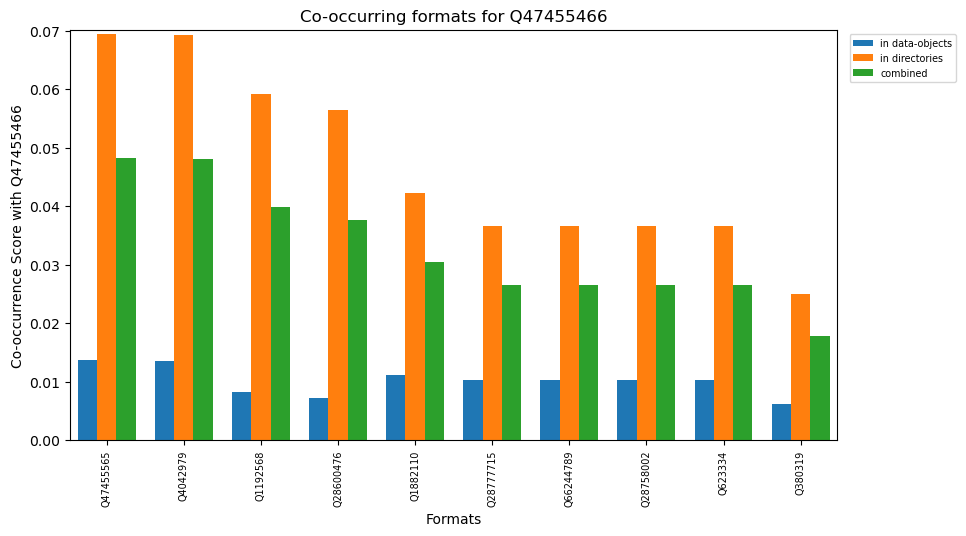 Co-occurring formats for Q47455466
in data-objects
in directories
combined
Co-occurrence Score with Q47455466
0.07
0.06
0.05
0.04
0.03
0.02
0.01
0.00
Q47455565
Q4042979
Q1192568
Q28600476
Q1882110
Q28777715
Q66244789
Q28758002
Q623334
Q380319
Formats